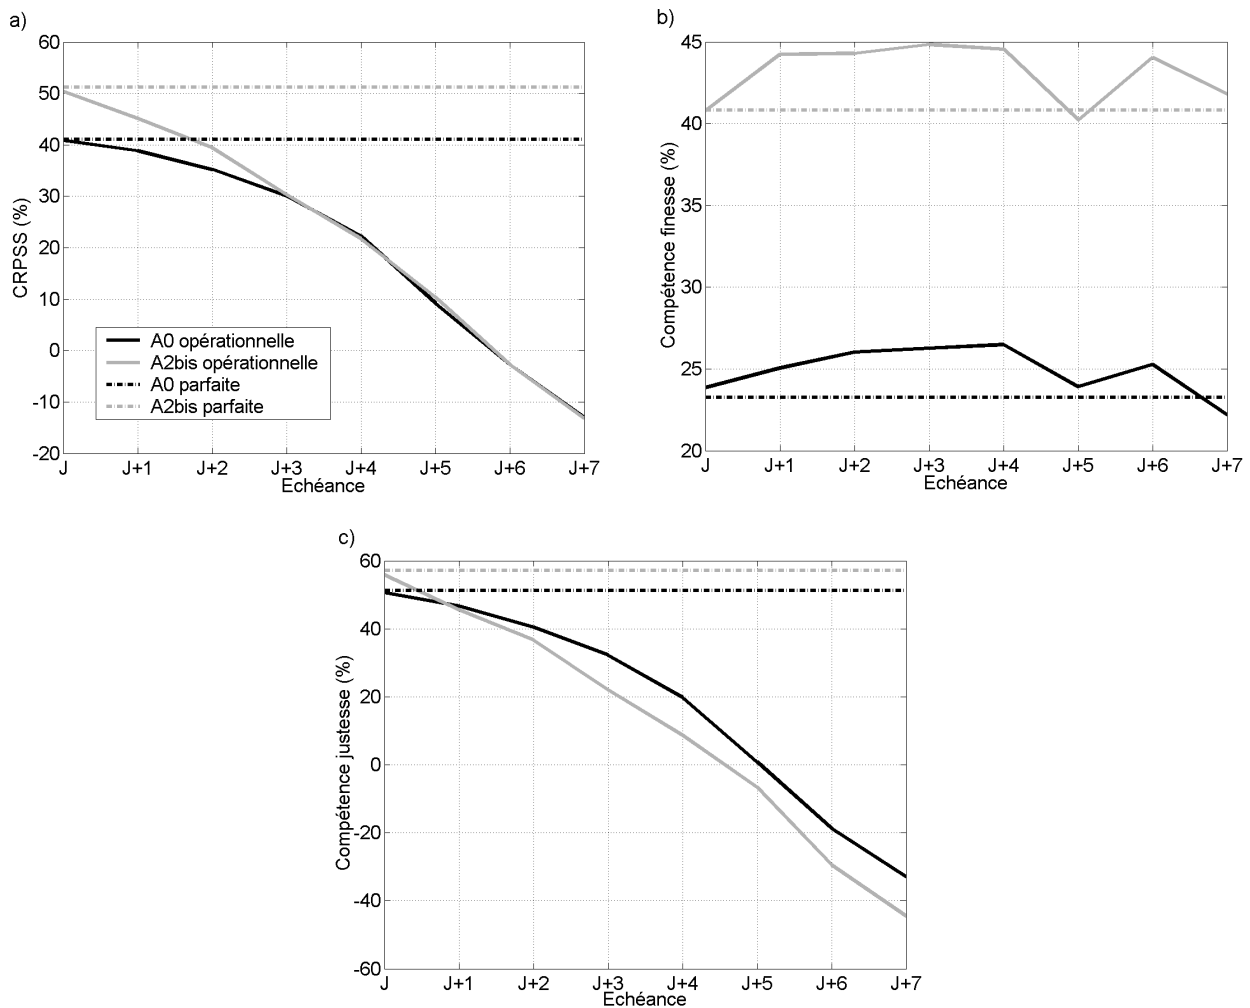 a)
60
50
40
30
20
10
0
-10
-20
CRPSS (%)
J J+1 J+2 J+3 J+4 J+5 J+6 J+7
Echéance
A0 opérationnelle
A2bis opérationnelle
A0 parfaite
A2bis parfaite
b)
45
40
35
30
25
20
Compétence finesse (%)
J J+1 J+2 J+3 J+4 J+5 J+6 J+7
Echéance
c)
60
40
20
0
-20
-40
-60
Compétence justesse (%)
J J+1 J+2 J+3 J+4 J+5 J+6 J+7
Echéance